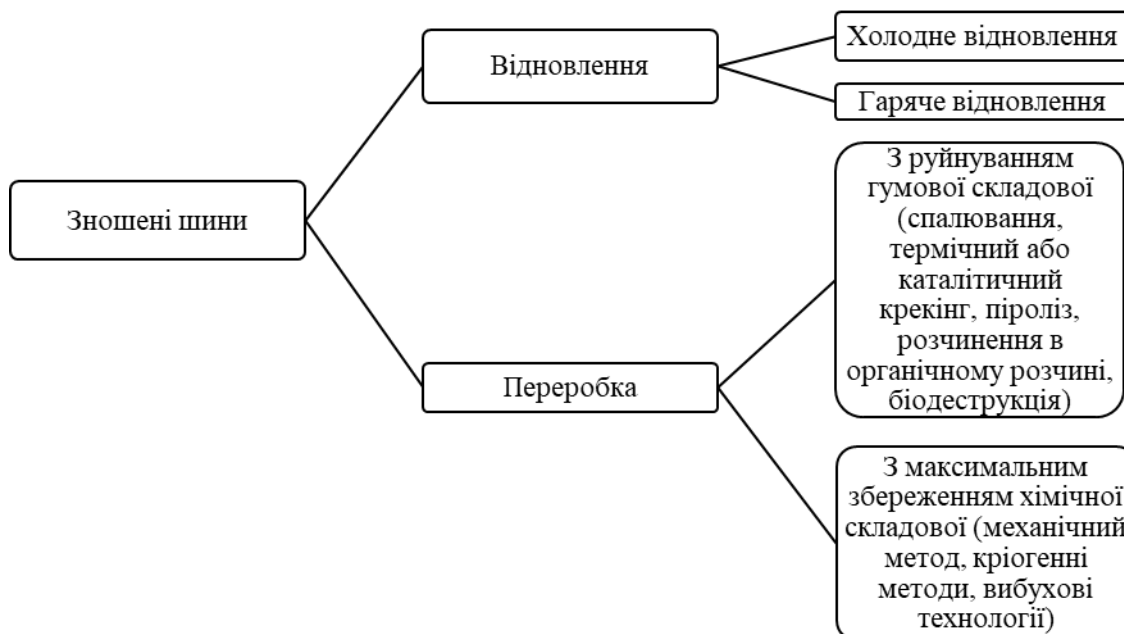 Зношені шини
Відновлення
Холодне відновлення
Гаряче відновлення
Переробка
З руйнуванням
гумової складової
(спалювання,
термічний або
каталітичний
крекінг, піроліз,
розчинення в
органічному розчині,
біодеструкція)
З максимальним
збереженням хімічної
складової (механічний
метод, кріогенні
методи, вибухові
технології)